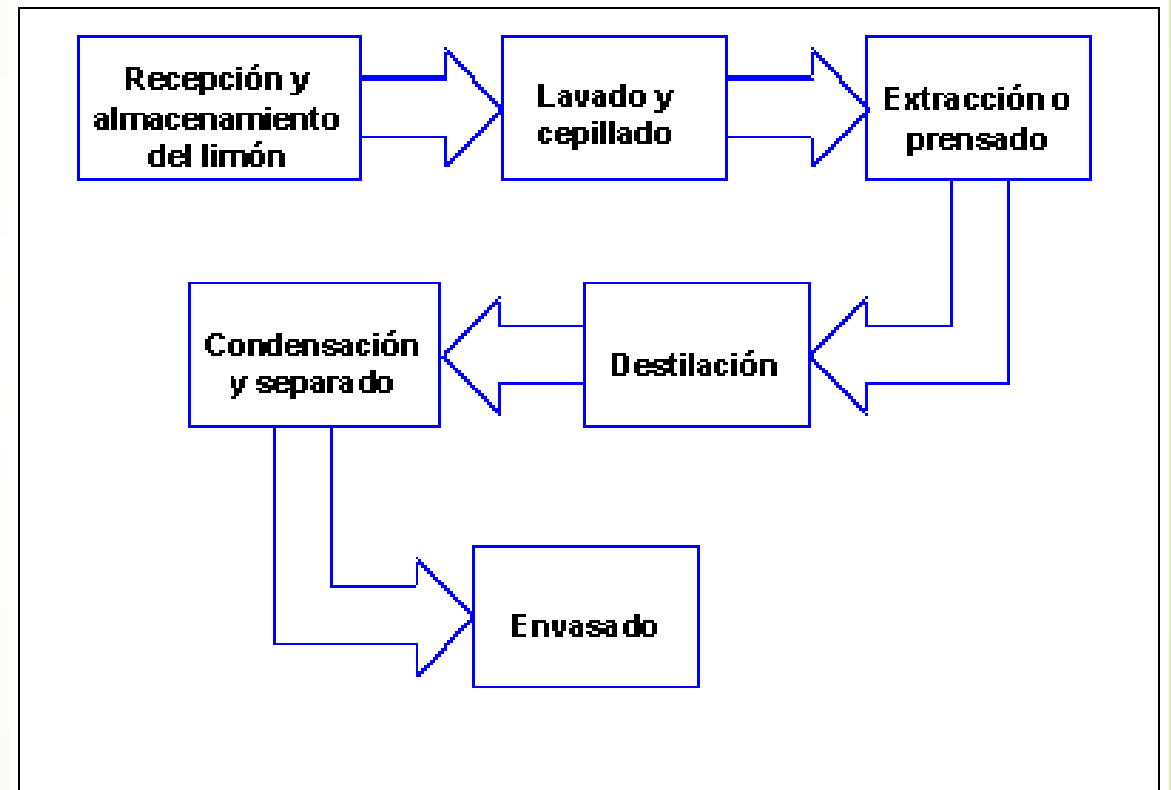 Recepción y
almacenamiento
del limón
Lavado y
cepillado
Extracción o
prensado
Destilación
Condensación
y separado
Envasado